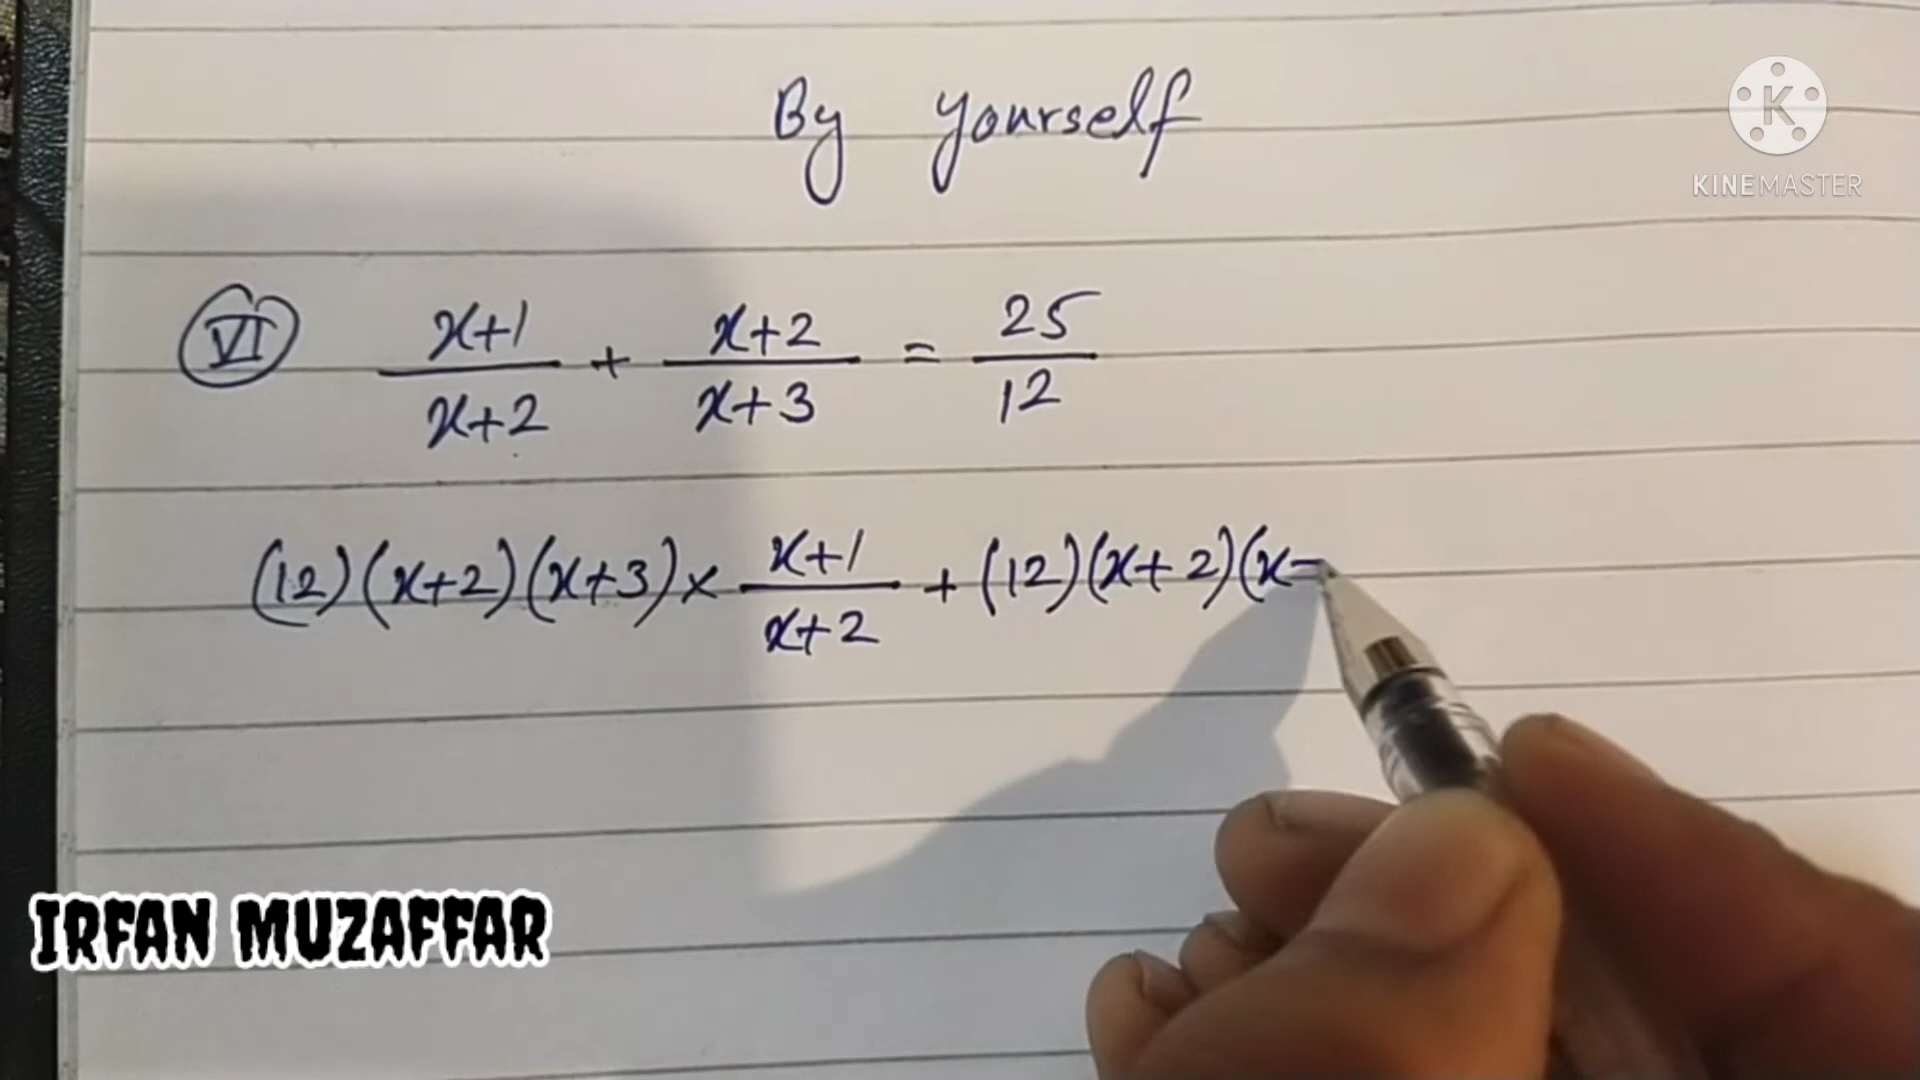 By yourself
K
KINEMASTER
VI (x+1)/(x+2) + (x+2)/(x+3) = 25/12
(12)(x+2)(x+3) × (x+1)/(x+2) + (12)(x+2)(x
IRFAN MUZAFFAR